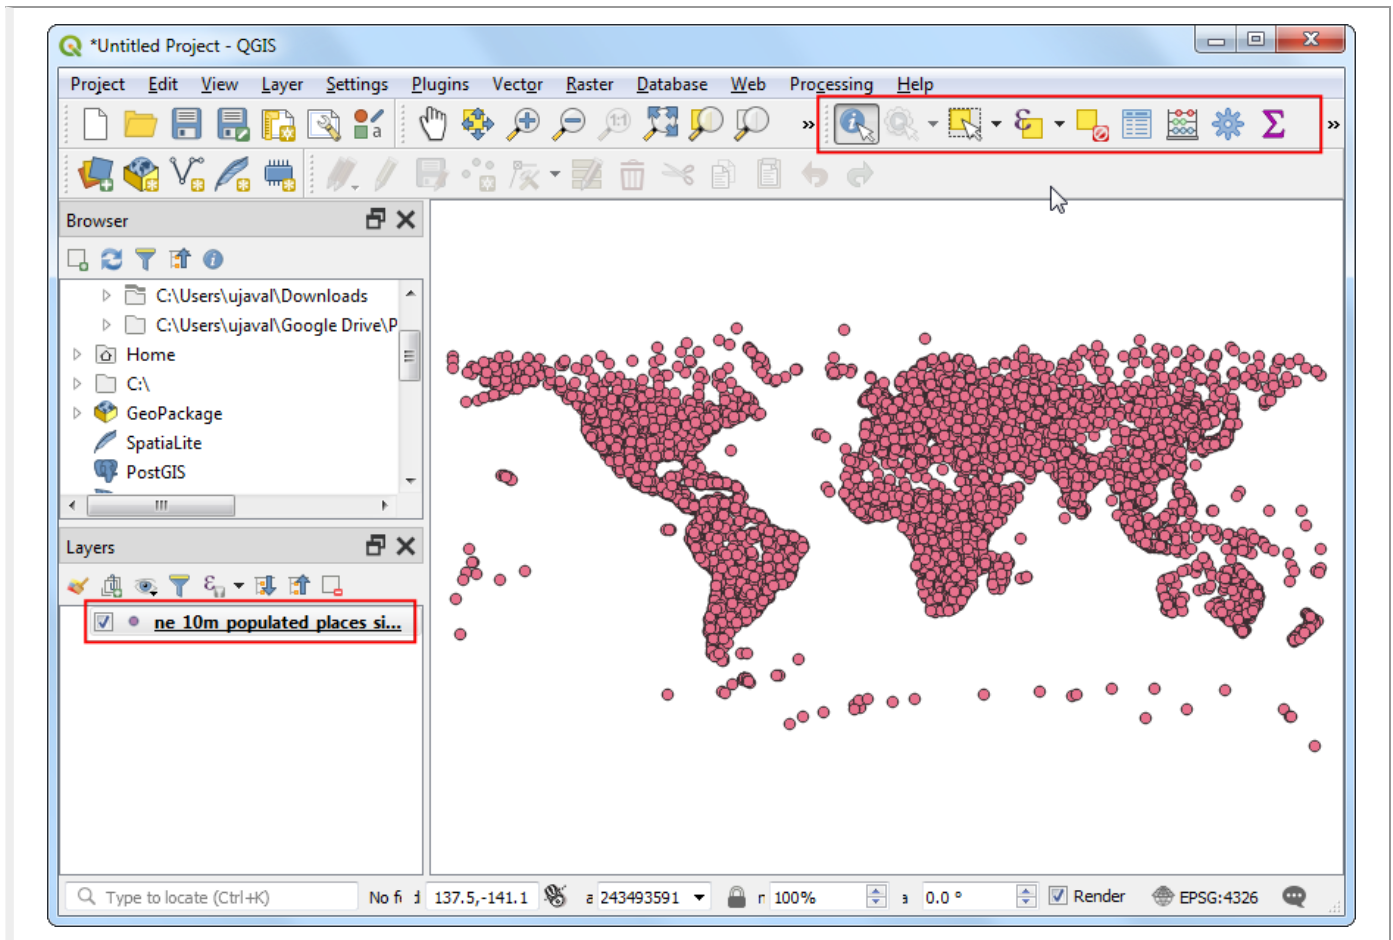 *Untitled Project - QGIS
Project Edit View Layer Settings Plugins Vector Raster Database Web Processing Help
Browser
C:\Users\ujaval\Downloads
C:\Users\ujaval\Google Drive\P
Home
C:\
GeoPackage
SpatiaLite
PostGIS
Layers
ne_10m_populated_places_si...
Type to locate (Ctrl+K) No fi 137.5,-141.1 a 243493591 100% a 0.0 ° Render EPSG:4326